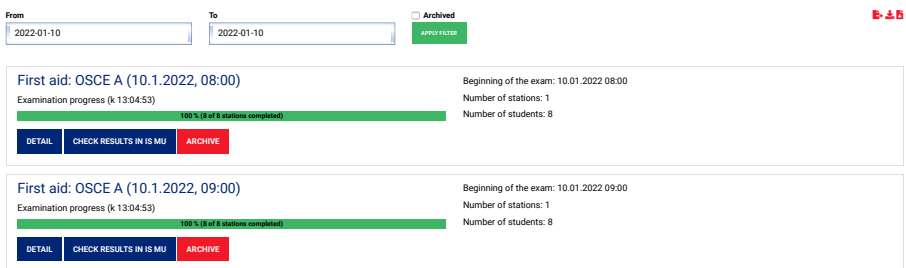 From To Archived
2022-01-10 2022-01-10 APPLY FILTER
First aid: OSCE A (10.1.2022, 08:00)
Examination progress (k 13:04:53)
100 % (8 of 8 stations completed)
DETAIL CHECK RESULTS IN IS MU ARCHIVE
Beginning of the exam: 10.01.2022 08:00
Number of stations: 1
Number of students: 8
First aid: OSCE A (10.1.2022, 09:00)
Examination progress (k 13:04:53)
100 % (8 of 8 stations completed)
DETAIL CHECK RESULTS IN IS MU ARCHIVE
Beginning of the exam: 10.01.2022 09:00
Number of stations: 1
Number of students: 8